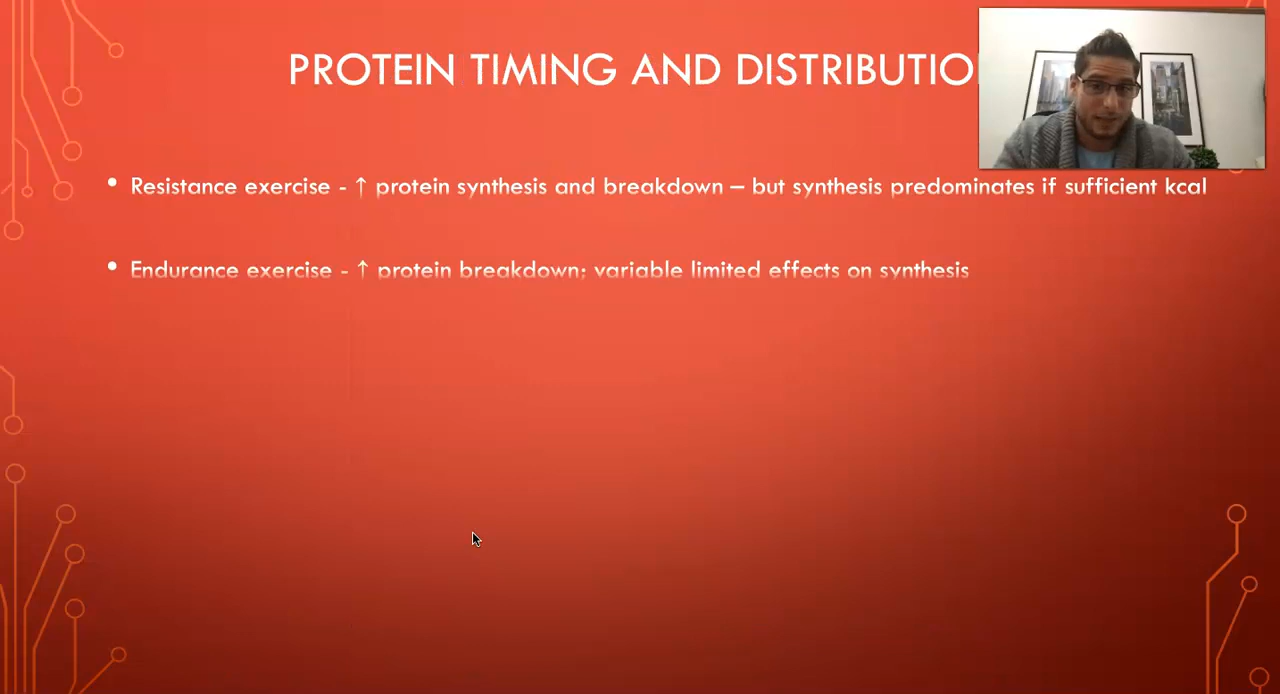 PROTEIN TIMING AND DISTRIBUTIO
• Resistance exercise - ↑ protein synthesis and breakdown – but synthesis predominates if sufficient kcal
• Endurance exercise - ↑ protein breakdown; variable limited effects on synthesis